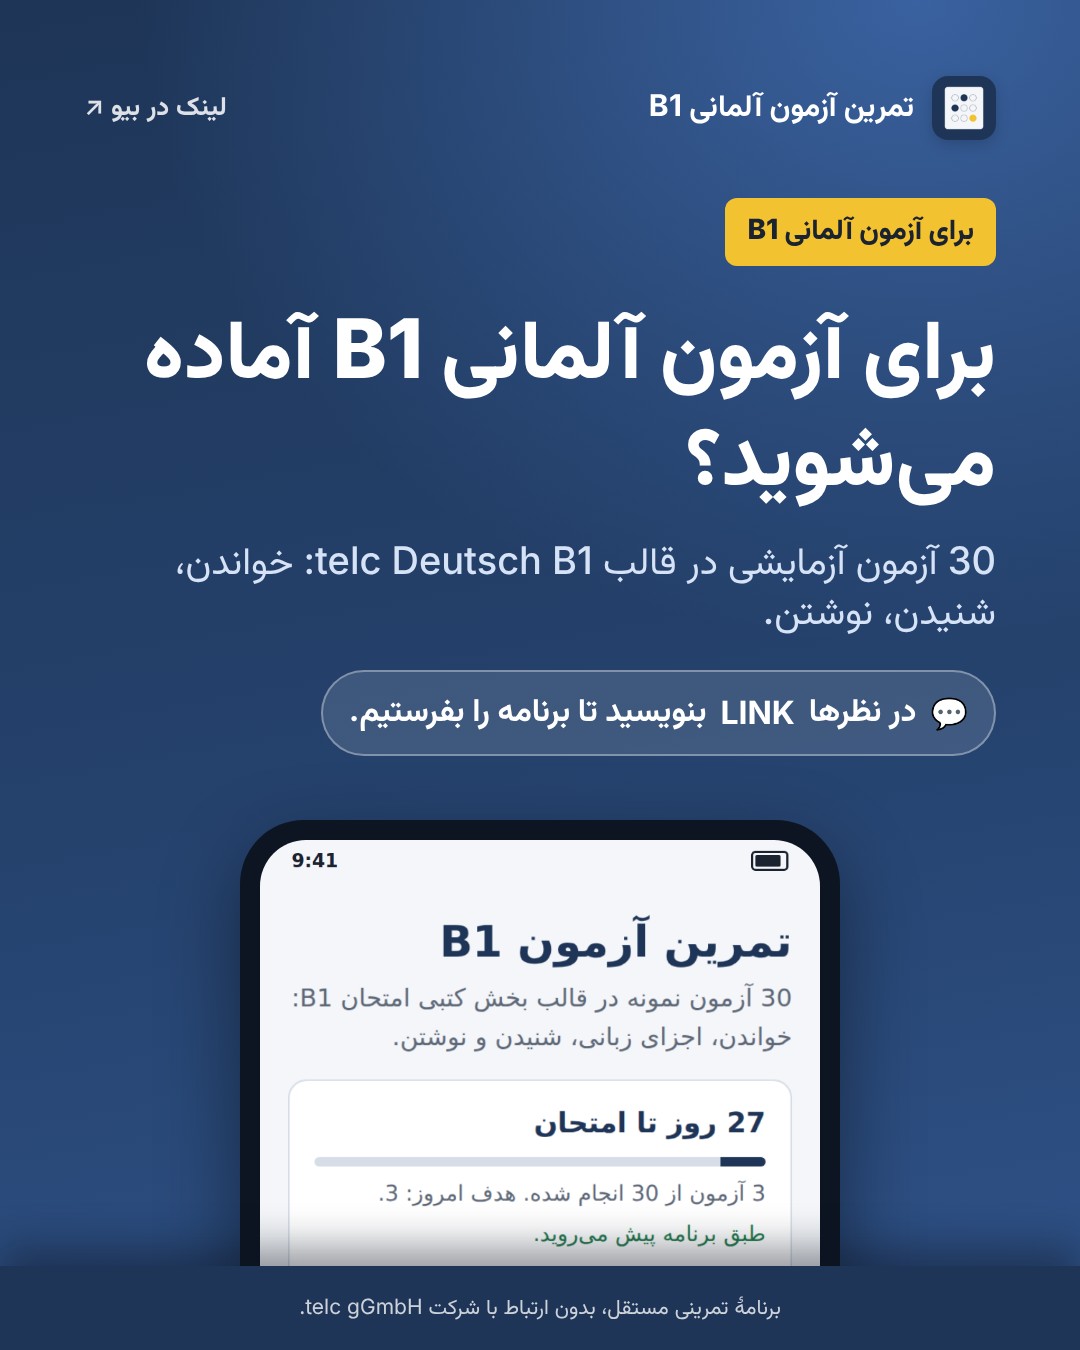 تمرین آزمون آلمانی B1
لینک در بیو ↗
برای آزمون آلمانی B1
برای آزمون آلمانی B1 آماده
می‌شوید؟
30 آزمون آزمایشی در قالب telc Deutsch B1: خواندن،
شنیدن، نوشتن.
💬 در نظرها LINK بنویسید تا برنامه را بفرستیم.
9:41
تمرین آزمون B1
30 آزمون نمونه در قالب بخش کتبی امتحان B1:
خواندن، اجزای زبانی، شنیدن و نوشتن.
27 روز تا امتحان
3 آزمون از 30 انجام شده. هدف امروز: 3.
طبق برنامه پیش می‌روید.
برنامهٔ تمرینی مستقل، بدون ارتباط با شرکت telc gGmbH.